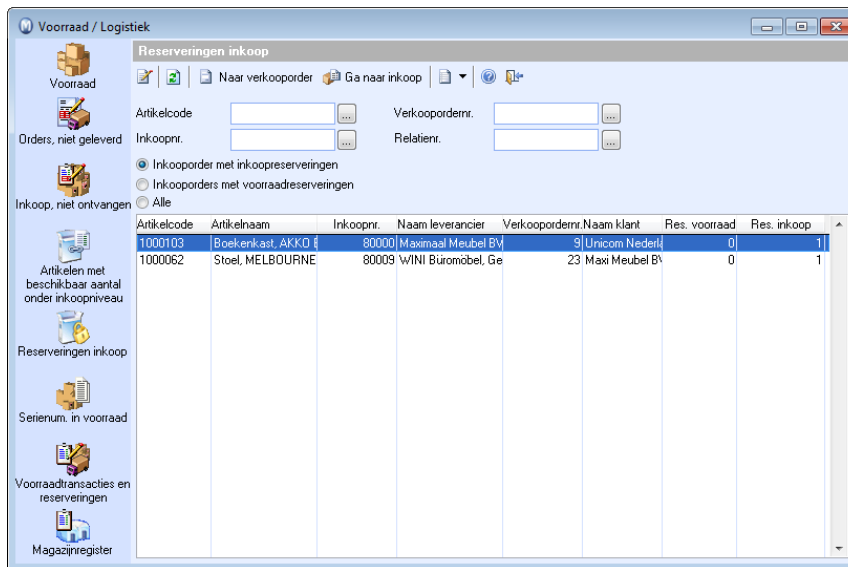 Voorraad / Logistiek
Reserveringen inkoop
Naar verkooporder
Ga naar inkoop
Voorraad
Orders, niet geleverd
Inkoop, niet ontvangen
Artikelen met
beschikbaar aantal
onder inkoopniveau
Reserveringen inkoop
Serienum. in voorraad
Voorraadtransacties en
reserveringen
Magazijnregister
Artikelcode ... Verkoopordernr. ...
Inkoopnr. ... Relatienr. ...
Inkooporder met inkoopreserveringen
Inkooporders met voorraadreserveringen
Alle
Artikelcode Artikelnaam Inkoopnr. Naam leverancier Verkoopordernr. Naam klant Res. voorraad Res. inkoop
1000103 Boekenkast, AKKO 80000 Maximaal Meubel BV 9 Unicom Nederl 0 1
1000062 Stoel, MELBOURNE 80009 WINI Büromöbel, Ge 23 Maxi Meubel BV 0 1